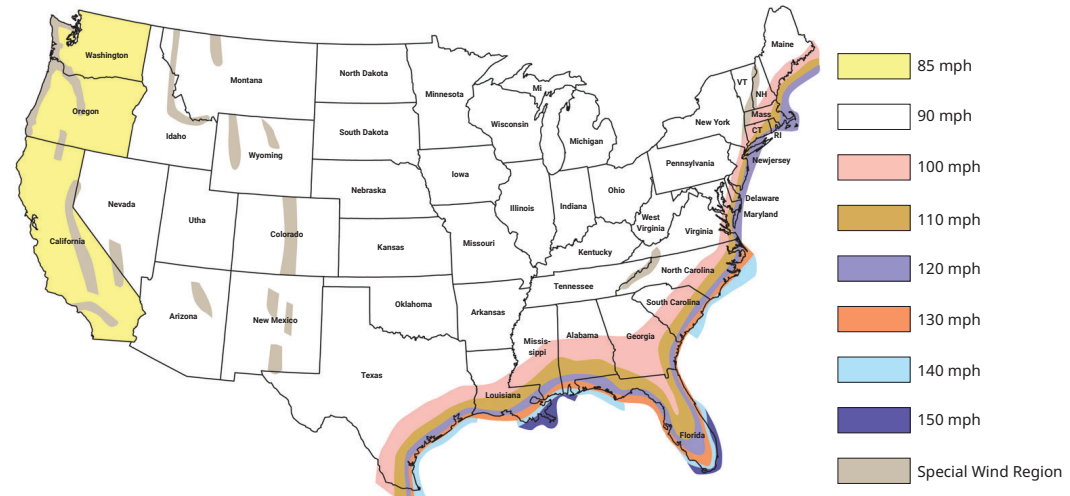 Washington
Oregon
California
Nevada
Idaho
Montana
Wyoming
Utha
Arizona
Colorado
New Mexico
North Dakota
South Dakota
Nebraska
Kansas
Oklahoma
Texas
Minnesota
Iowa
Missouri
Arkansas
Louisiana
Wisconsin
Mi
Michigan
Illinois
Indiana
Ohio
Kentucky
Tennessee
Missis-
sippi
Alabama
Georgia
Florida
South Carolina
North Carolina
Virginia
West
Virginia
Pennsylvania
New York
VT
NH
Maine
Mass
CT
RI
Newjersey
Delaware
Maryland
85 mph
90 mph
100 mph
110 mph
120 mph
130 mph
140 mph
150 mph
Special Wind Region